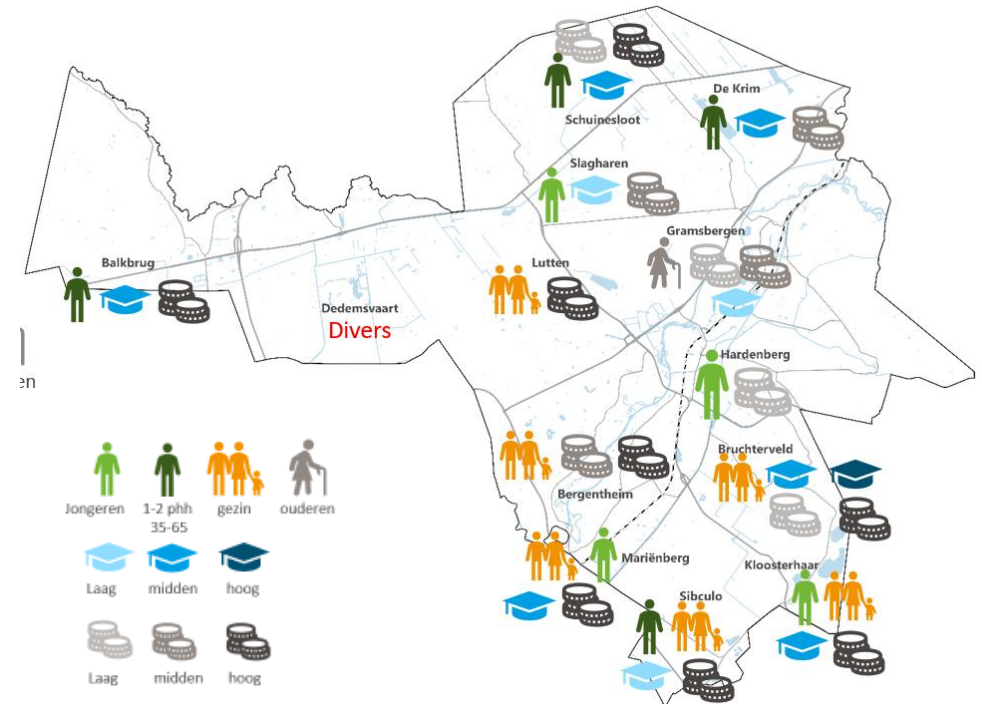 Schuinesloot
De Krim
Slagharen
Gramsbergen
Balkbrug
Lutten
Dedemsvaart
Divers
Hardenberg
en
Bruchterveld
Bergentheim
Mariënberg
Kloosterhaar
Sibculo
Jongeren
1-2 phh
35-65
gezin
ouderen
Laag
midden
hoog
Laag
midden
hoog